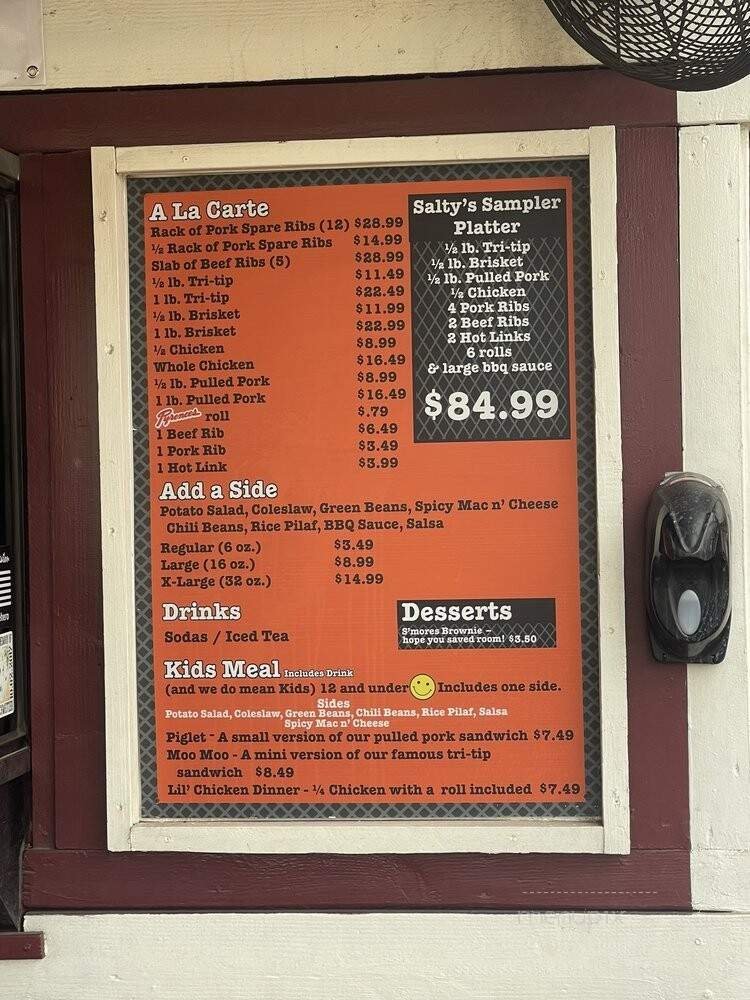 A La Carte
Rack of Pork Spare Ribs (12) $28.99
½ Rack of Pork Spare Ribs $14.99
Slab of Beef Ribs (5) $28.99
½ lb. Tri-tip $11.49
1 lb. Tri-tip $22.49
½ lb. Brisket $11.99
1 lb. Brisket $22.99
½ Chicken $8.99
Whole Chicken $16.49
½ lb. Pulled Pork $8.99
1 lb. Pulled Pork $16.49
Pyrenees roll $.79
1 Beef Rib $6.49
1 Pork Rib $3.49
1 Hot Link $3.99
Salty's Sampler
Platter
½ lb. Tri-tip
½ lb. Brisket
½ lb. Pulled Pork
½ Chicken
4 Pork Ribs
2 Beef Ribs
2 Hot Links
6 rolls
& large bbq sauce
$84.99
Add a Side
Potato Salad, Coleslaw, Green Beans, Spicy Mac n' Cheese
Chili Beans, Rice Pilaf, BBQ Sauce, Salsa
Regular (6 oz.) $3.49
Large (16 oz.) $8.99
X-Large (32 oz.) $14.99
Drinks
Sodas / Iced Tea
Desserts
S'mores Brownie –
hope you saved room! $3.50
Kids Meal Includes Drink
(and we do mean Kids) 12 and under Includes one side.
Sides
Potato Salad, Coleslaw, Green Beans, Chili Beans, Rice Pilaf, Salsa
Spicy Mac n' Cheese
Piglet - A small version of our pulled pork sandwich $7.49
Moo Moo - A mini version of our famous tri-tip
sandwich $8.49
Lil' Chicken Dinner - ¼ Chicken with a roll included $7.49